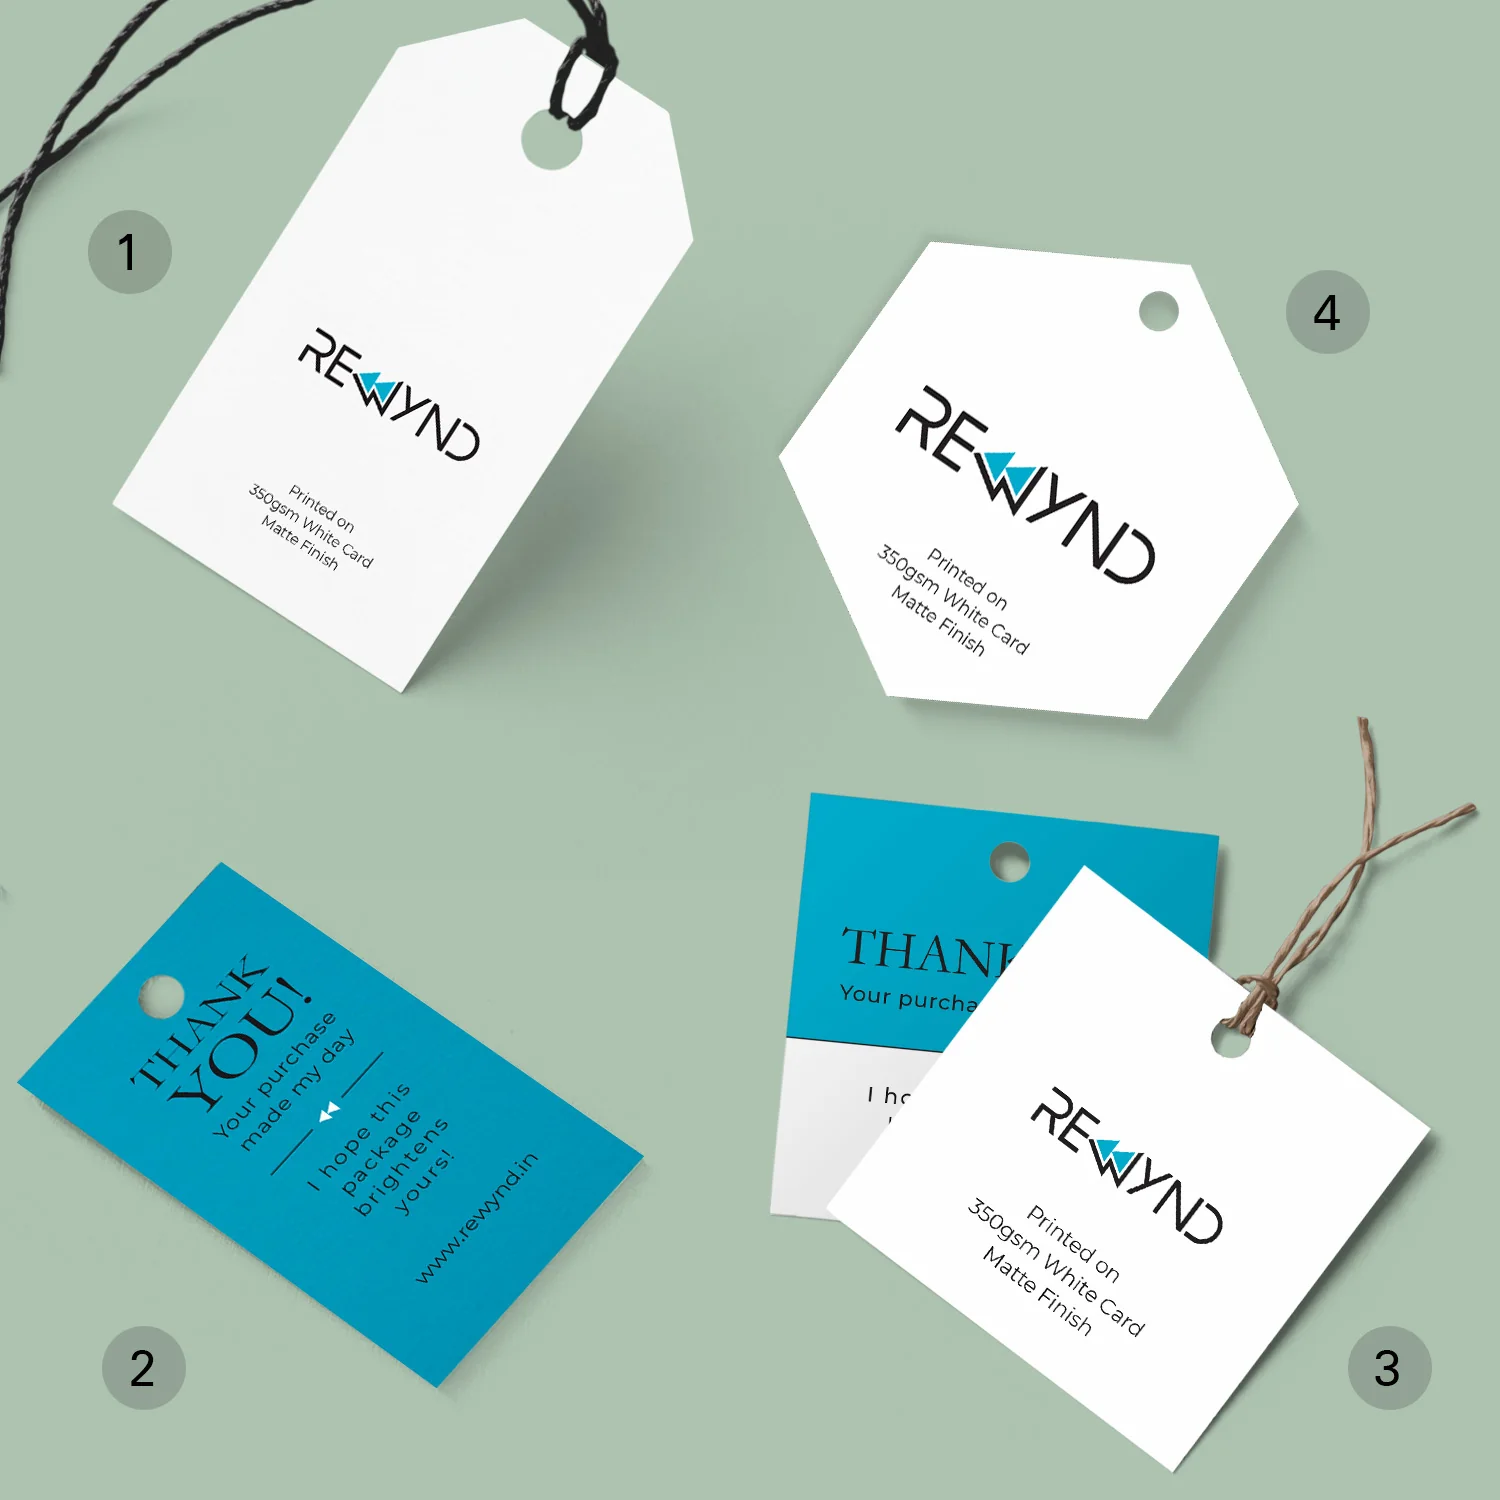 1
REWYND
Printed on
350gsm White Card
Matte Finish
4
REWYND
Printed on
350gsm White Card
Matte Finish
THANK
YOU!
Your purchase
made my day
I hope this
package
brightens
yours!
www.rewynd.in
2
THANK
Your purcha
I ho
REWYND
Printed on
350gsm White Card
Matte Finish
3